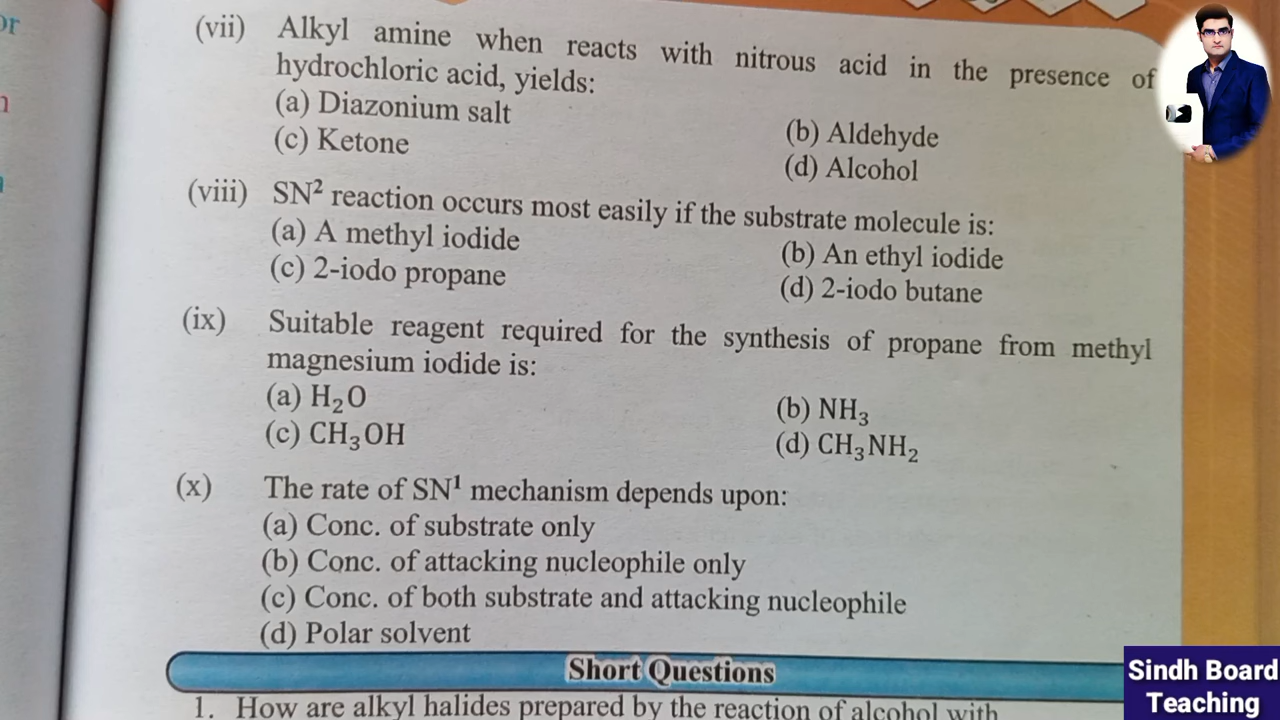 or
(vii) Alkyl amine when reacts with nitrous acid in the presence of
hydrochloric acid, yields:
(a) Diazonium salt (b) Aldehyde
(c) Ketone (d) Alcohol
(viii) SN² reaction occurs most easily if the substrate molecule is:
(a) A methyl iodide (b) An ethyl iodide
(c) 2-iodo propane (d) 2-iodo butane
(ix) Suitable reagent required for the synthesis of propane from methyl
magnesium iodide is:
(a) H₂O (b) NH₃
(c) CH₃OH (d) CH₃NH₂
(x) The rate of SN¹ mechanism depends upon:
(a) Conc. of substrate only
(b) Conc. of attacking nucleophile only
(c) Conc. of both substrate and attacking nucleophile
(d) Polar solvent
Short Questions
1. How are alkyl halides prepared by the reaction of alcohol with
Sindh Board
Teaching